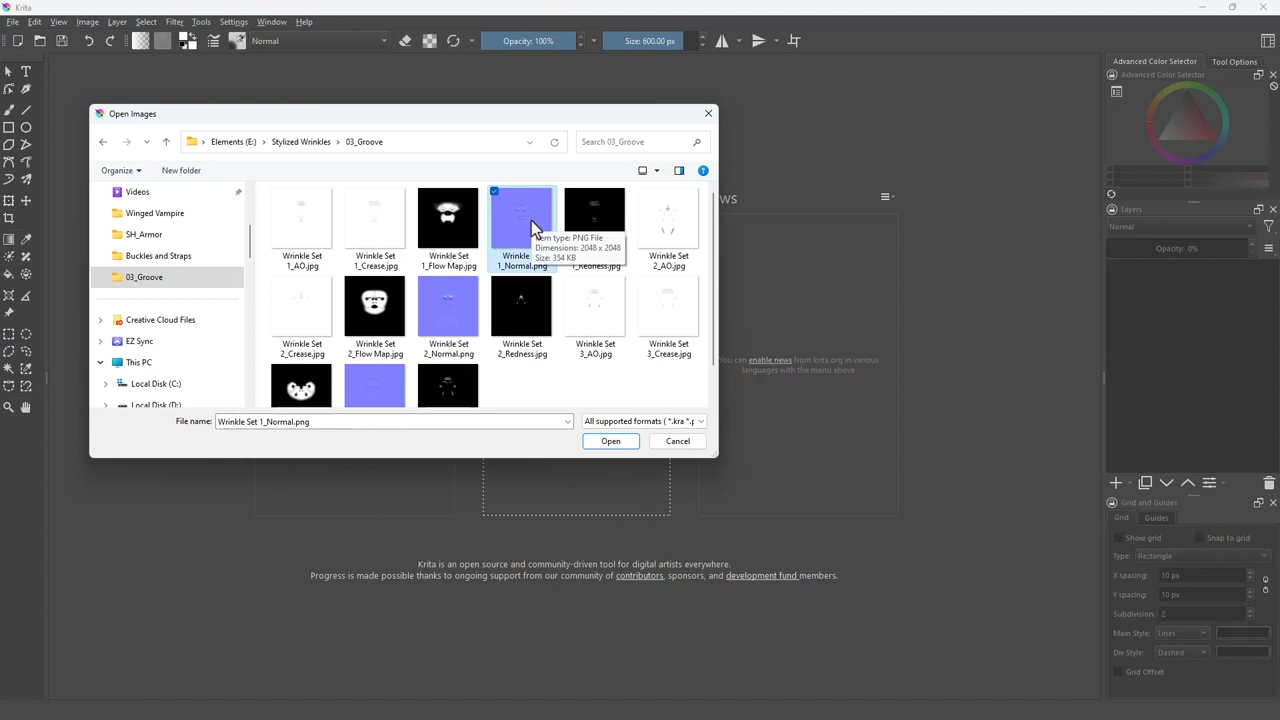 Krita
File Edit View Image Layer Select Filter Tools Settings Window Help
Normal
Opacity: 100%
Size: 600.00 px
Advanced Color Selector
Tool Options
Advanced Color Selector
Open Images
Elements (E:) › Stylized Wrinkles › 03_Groove
Search 03_Groove
Organize
New folder
Videos
Winged Vampire
SH_Armor
Buckles and Straps
03_Groove
Creative Cloud Files
EZ Sync
This PC
Local Disk (C:)
Local Disk (D:)
Wrinkle Set
1_AO.jpg
Wrinkle Set
1_Crease.jpg
Wrinkle Set
1_Flow Map.jpg
Wrinkle
1_Normal.png
1_Redness.jpg
Wrinkle Set
2_AO.jpg
Item type: PNG File
Dimensions: 2048 x 2048
Size: 354 KB
Wrinkle Set
2_Crease.jpg
Wrinkle Set
2_Flow Map.jpg
Wrinkle Set
2_Normal.png
Wrinkle Set
2_Redness.jpg
Wrinkle Set
3_AO.jpg
Wrinkle Set
3_Crease.jpg
File name:
Wrinkle Set 1_Normal.png
All supported formats ( *.kra *.p
Open
Cancel
ws
You can enable news from krita.org in various
languages with the menu above
Krita is an open source and community-driven tool for digital artists everywhere.
Progress is made possible thanks to ongoing support from our community of contributors, sponsors, and development fund members.
Layers
Normal
Opacity: 0%
Grid and Guides
Grid
Guides
Show grid
Snap to grid
Type: Rectangle
X spacing: 10 px
Y spacing: 10 px
Subdivision: 2
Main Style: Lines
Div Style: Dashed
Grid Offset